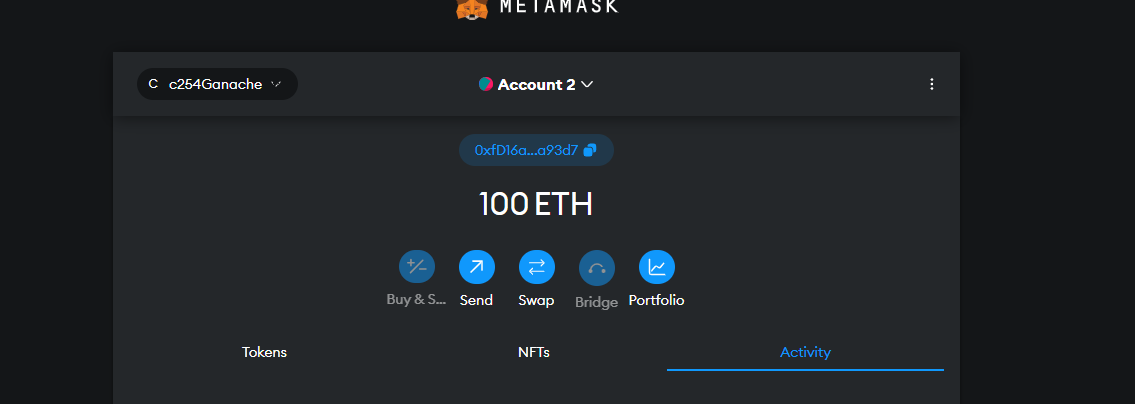 METAMASK
C c254Ganache
Account 2
0xfD16a...a93d7
100 ETH
Buy & S...
Send
Swap
Bridge
Portfolio
Tokens
NFTs
Activity